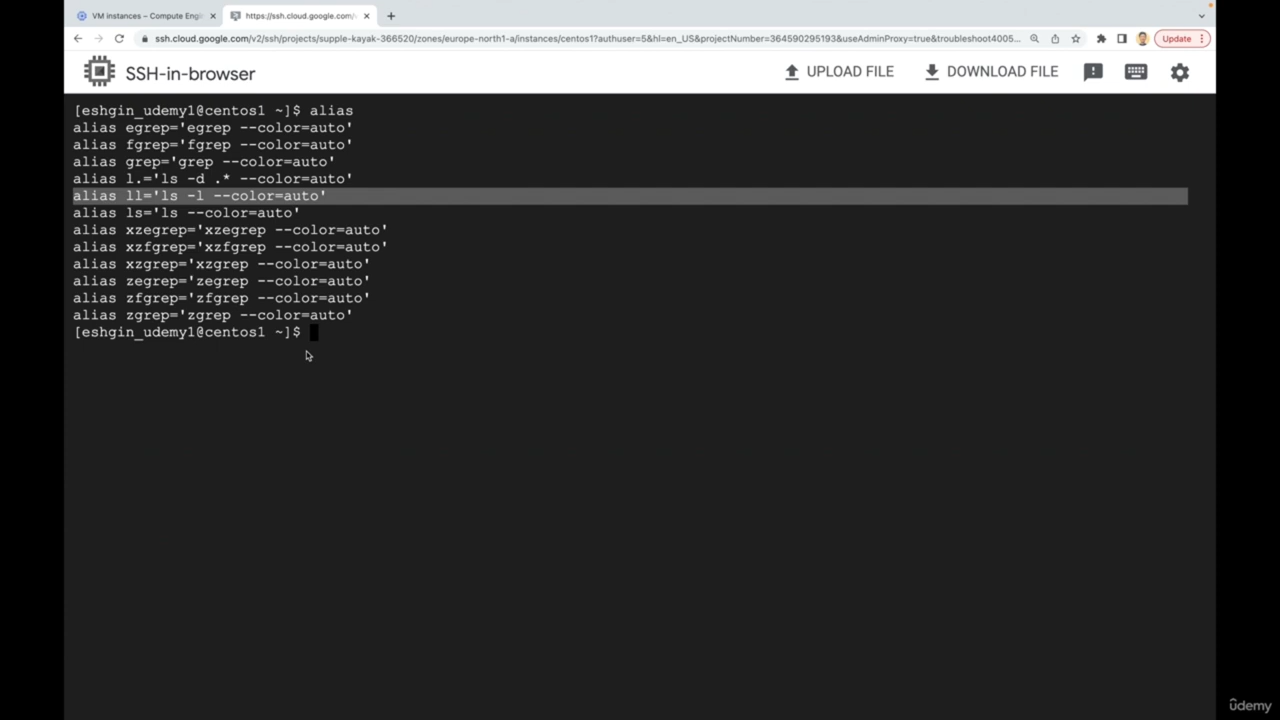 VM instances – Compute Engi
https://ssh.cloud.google.com/v
ssh.cloud.google.com/v2/ssh/projects/supple-kayak-366520/zones/europe-north1-a/instances/centos1?authuser=5&hl=en_US&projectNumber=364590295193&useAdminProxy=true&troubleshoot4005...
Update
SSH-in-browser
UPLOAD FILE
DOWNLOAD FILE
[eshgin_udemy1@centos1 ~]$ alias
alias egrep='egrep --color=auto'
alias fgrep='fgrep --color=auto'
alias grep='grep --color=auto'
alias l.='ls -d .* --color=auto'
alias ll='ls -l --color=auto'
alias ls='ls --color=auto'
alias xzegrep='xzegrep --color=auto'
alias xzfgrep='xzfgrep --color=auto'
alias xzgrep='xzgrep --color=auto'
alias zegrep='zegrep --color=auto'
alias zfgrep='zfgrep --color=auto'
alias zgrep='zgrep --color=auto'
[eshgin_udemy1@centos1 ~]$
ûdemy